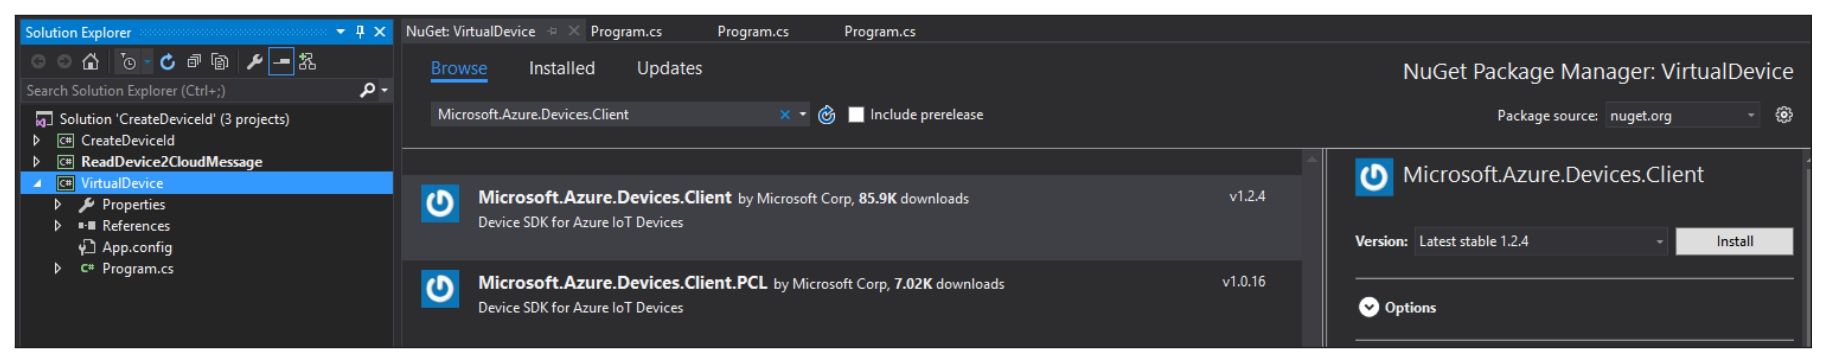 Solution Explorer
Search Solution Explorer (Ctrl+;)
Solution 'CreateDeviceId' (3 projects)
C# CreateDeviceId
C# ReadDevice2CloudMessage
C# VirtualDevice
Properties
References
App.config
C# Program.cs
NuGet: VirtualDevice Program.cs Program.cs Program.cs
Browse Installed Updates
NuGet Package Manager: VirtualDevice
Microsoft.Azure.Devices.Client Include prerelease
Package source: nuget.org
Microsoft.Azure.Devices.Client by Microsoft Corp, 85.9K downloads v1.2.4
Device SDK for Azure IoT Devices
Microsoft.Azure.Devices.Client.PCL by Microsoft Corp, 7.02K downloads v1.0.16
Device SDK for Azure IoT Devices
Microsoft.Azure.Devices.Client
Version: Latest stable 1.2.4 Install
Options